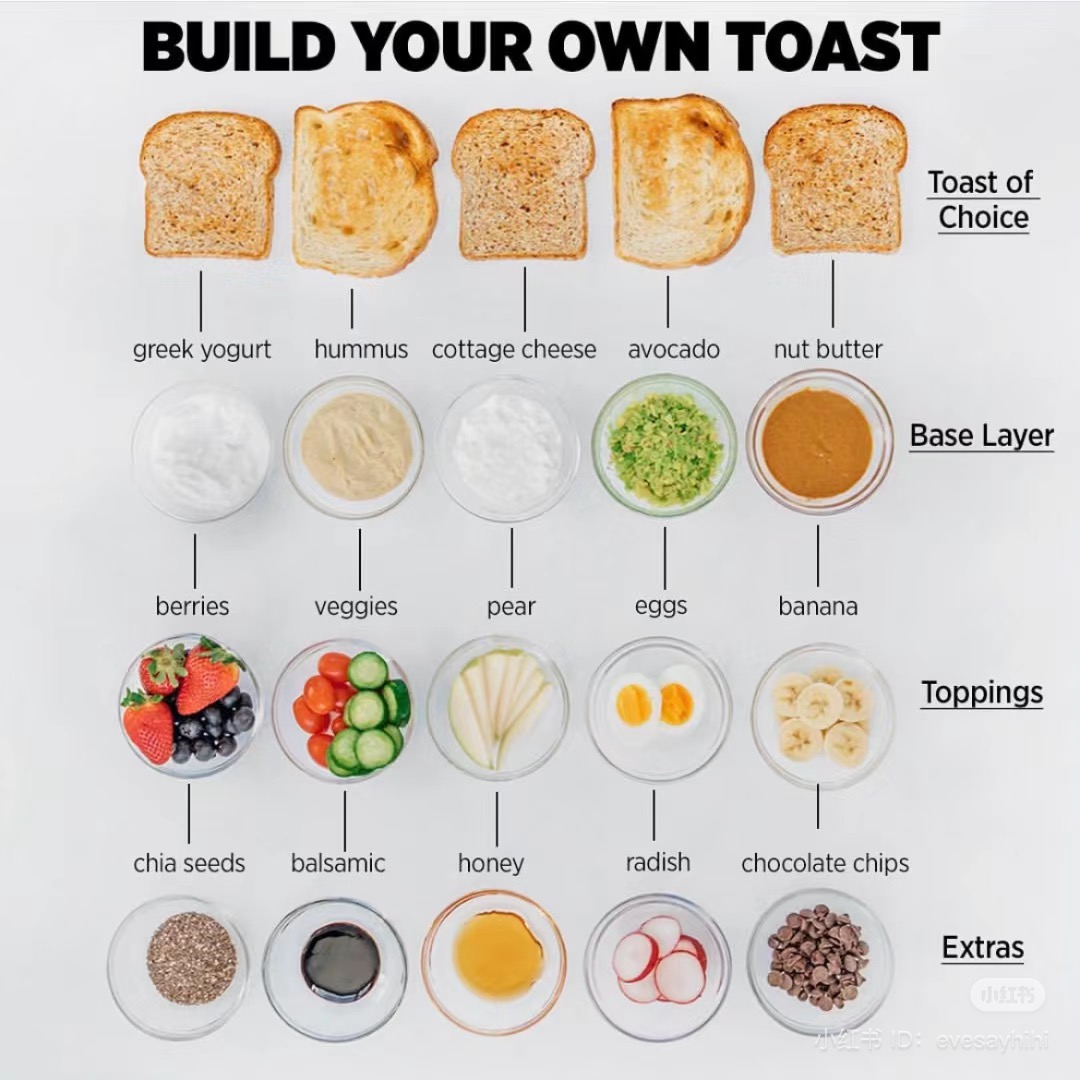 BUILD YOUR OWN TOAST
Toast of
Choice
greek yogurt hummus cottage cheese avocado nut butter
Base Layer
berries veggies pear eggs banana
Toppings
chia seeds balsamic honey radish chocolate chips
Extras
小红书
小红书 ID: evesayhihi